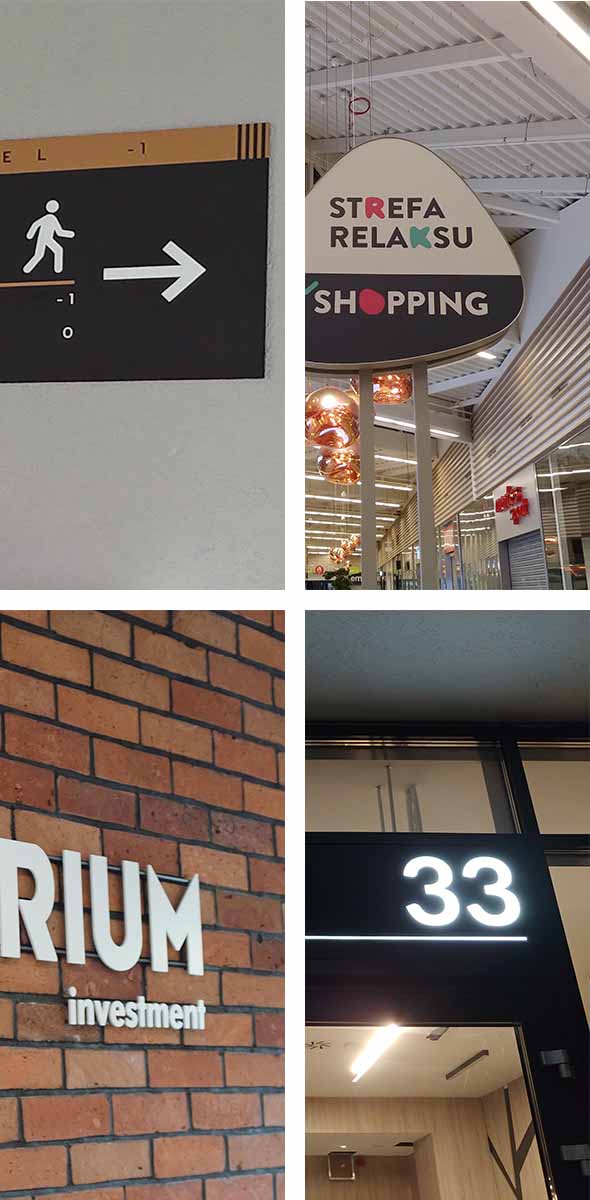 E L -1
-1
0
STREFA
RELAKSU
SHOPPING
RIUM
investment
33